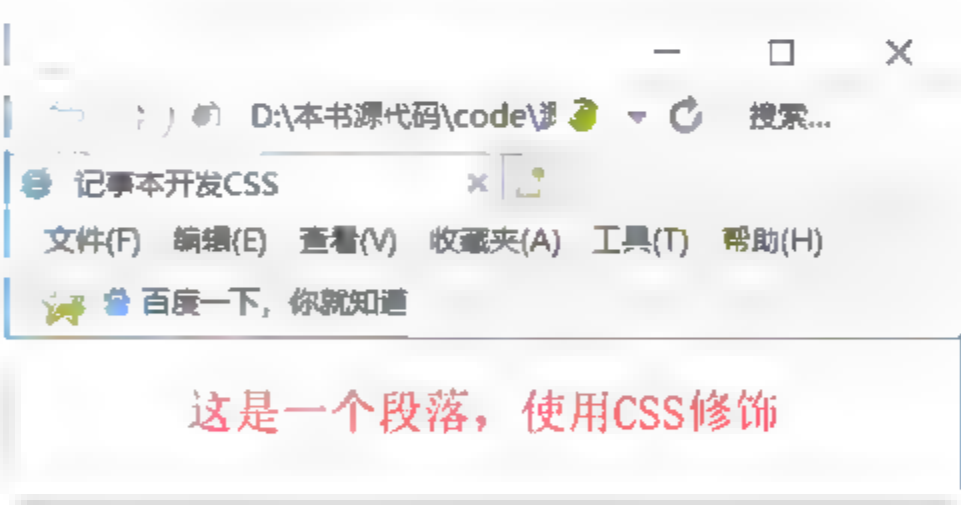 D:\本书源代码\code\源 搜索...
记事本开发CSS
文件(F) 编辑(E) 查看(V) 收藏夹(A) 工具(T) 帮助(H)
百度一下，你就知道
这是一个段落，使用CSS修饰